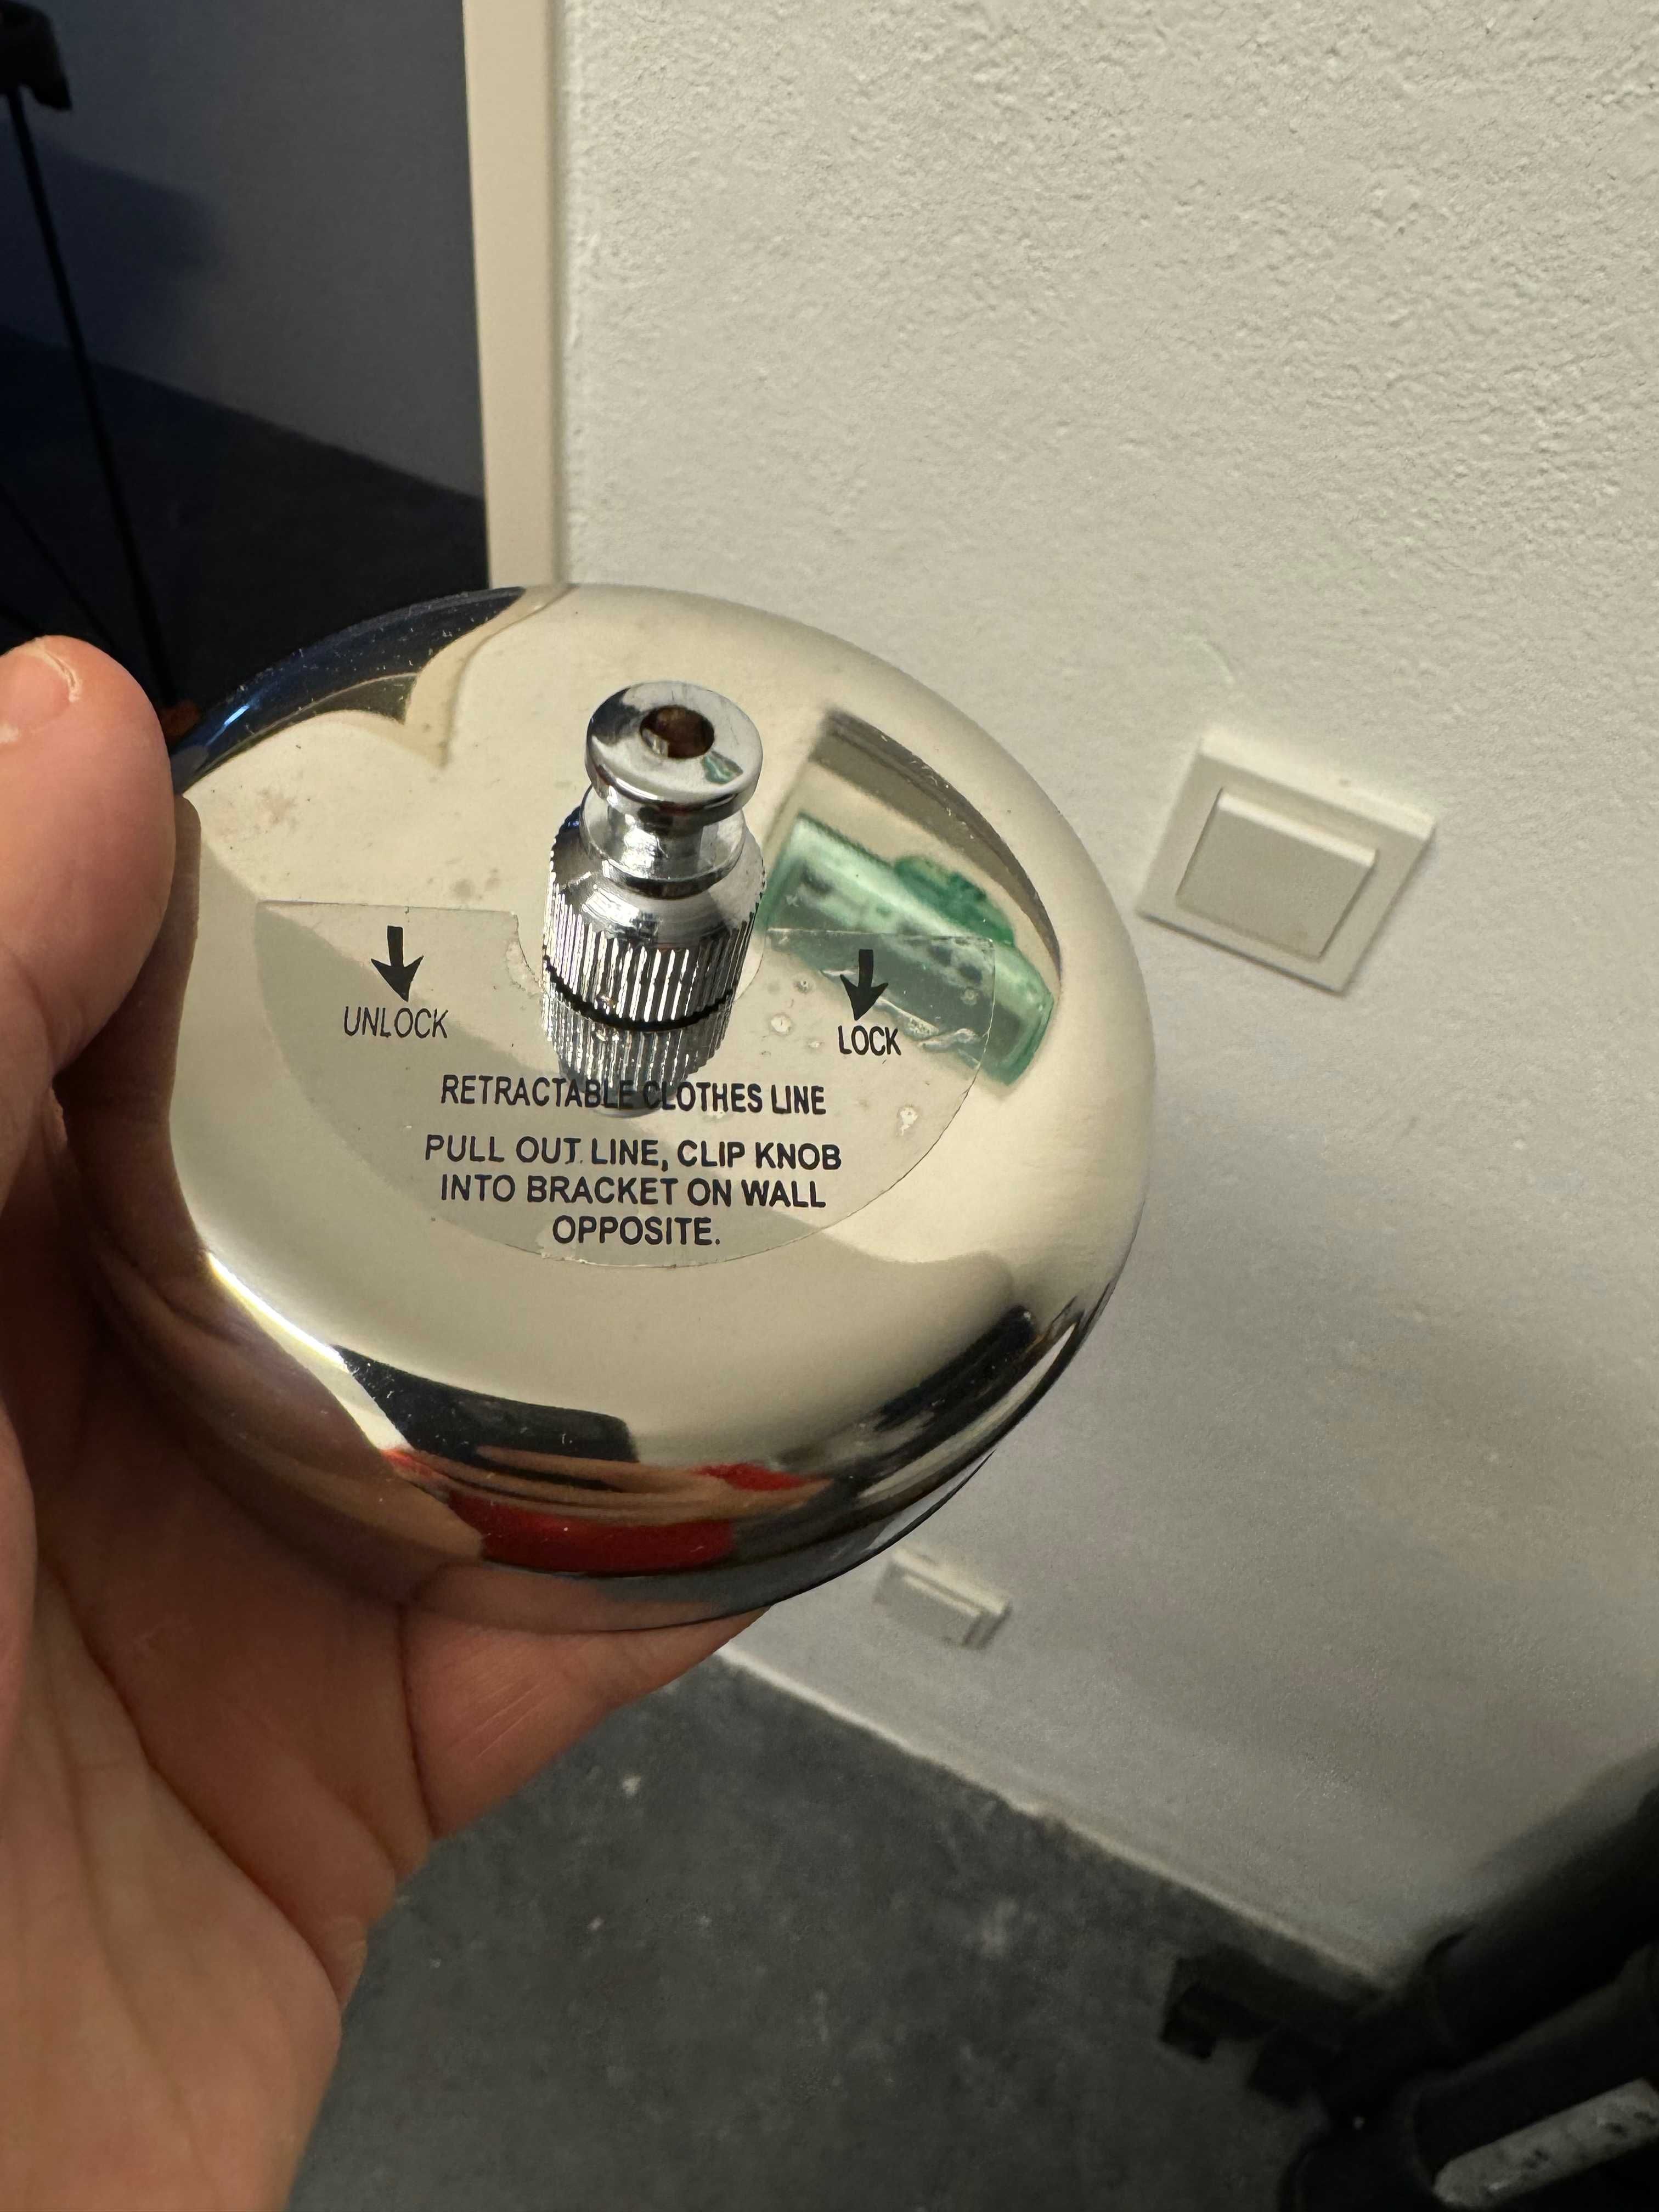 UNLOCK
LOCK
RETRACTABLE CLOTHES LINE
PULL OUT LINE, CLIP KNOB
INTO BRACKET ON WALL
OPPOSITE.